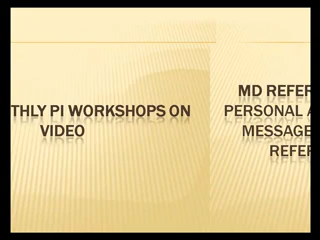 THLY PI WORKSHOPS ON
VIDEO
MD REFER
PERSONAL A
MESSAGE
REFER